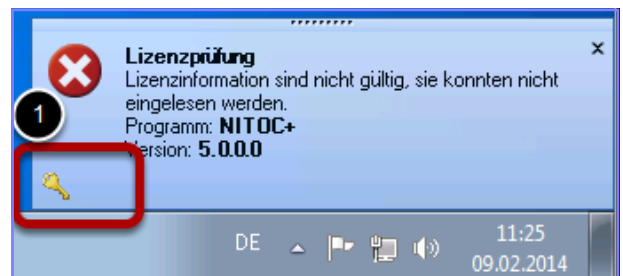 Lizenzprüfung
Lizenzinformation sind nicht gültig, sie konnten nicht
eingelesen werden.
Programm: NITOC+
Version: 5.0.0.0
1
DE
11:25
09.02.2014